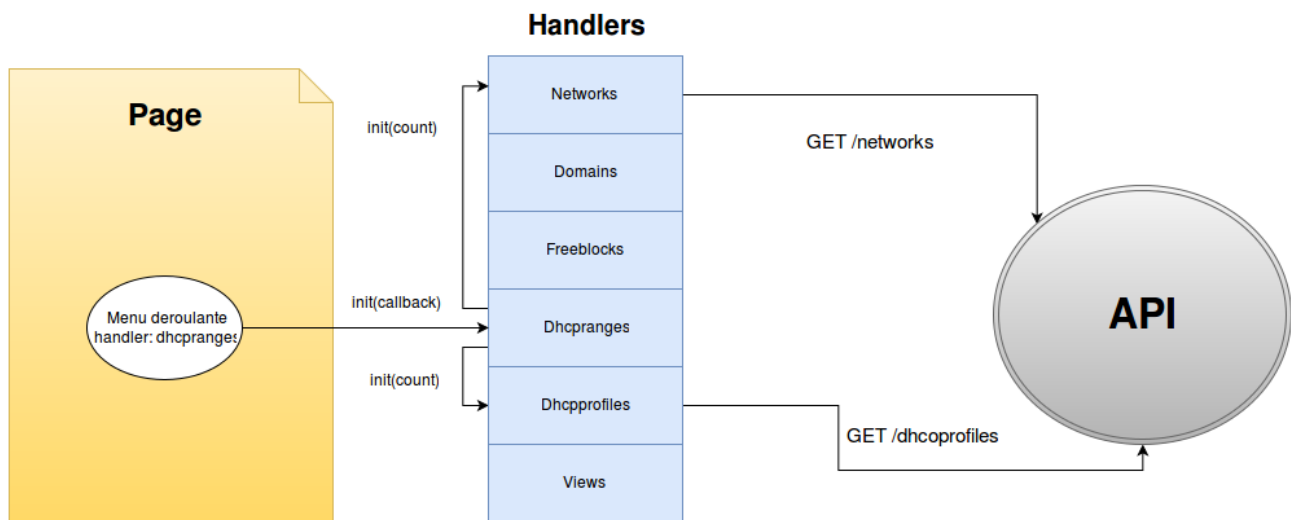 Handlers
Page
Networks
init(count)
GET /networks
Domains
Freeblocks
API
init(callback)
Menu deroulante
handler: dhcpranges
Dhcpranges
init(count)
Dhcpprofiles
GET /dhcoprofiles
Views